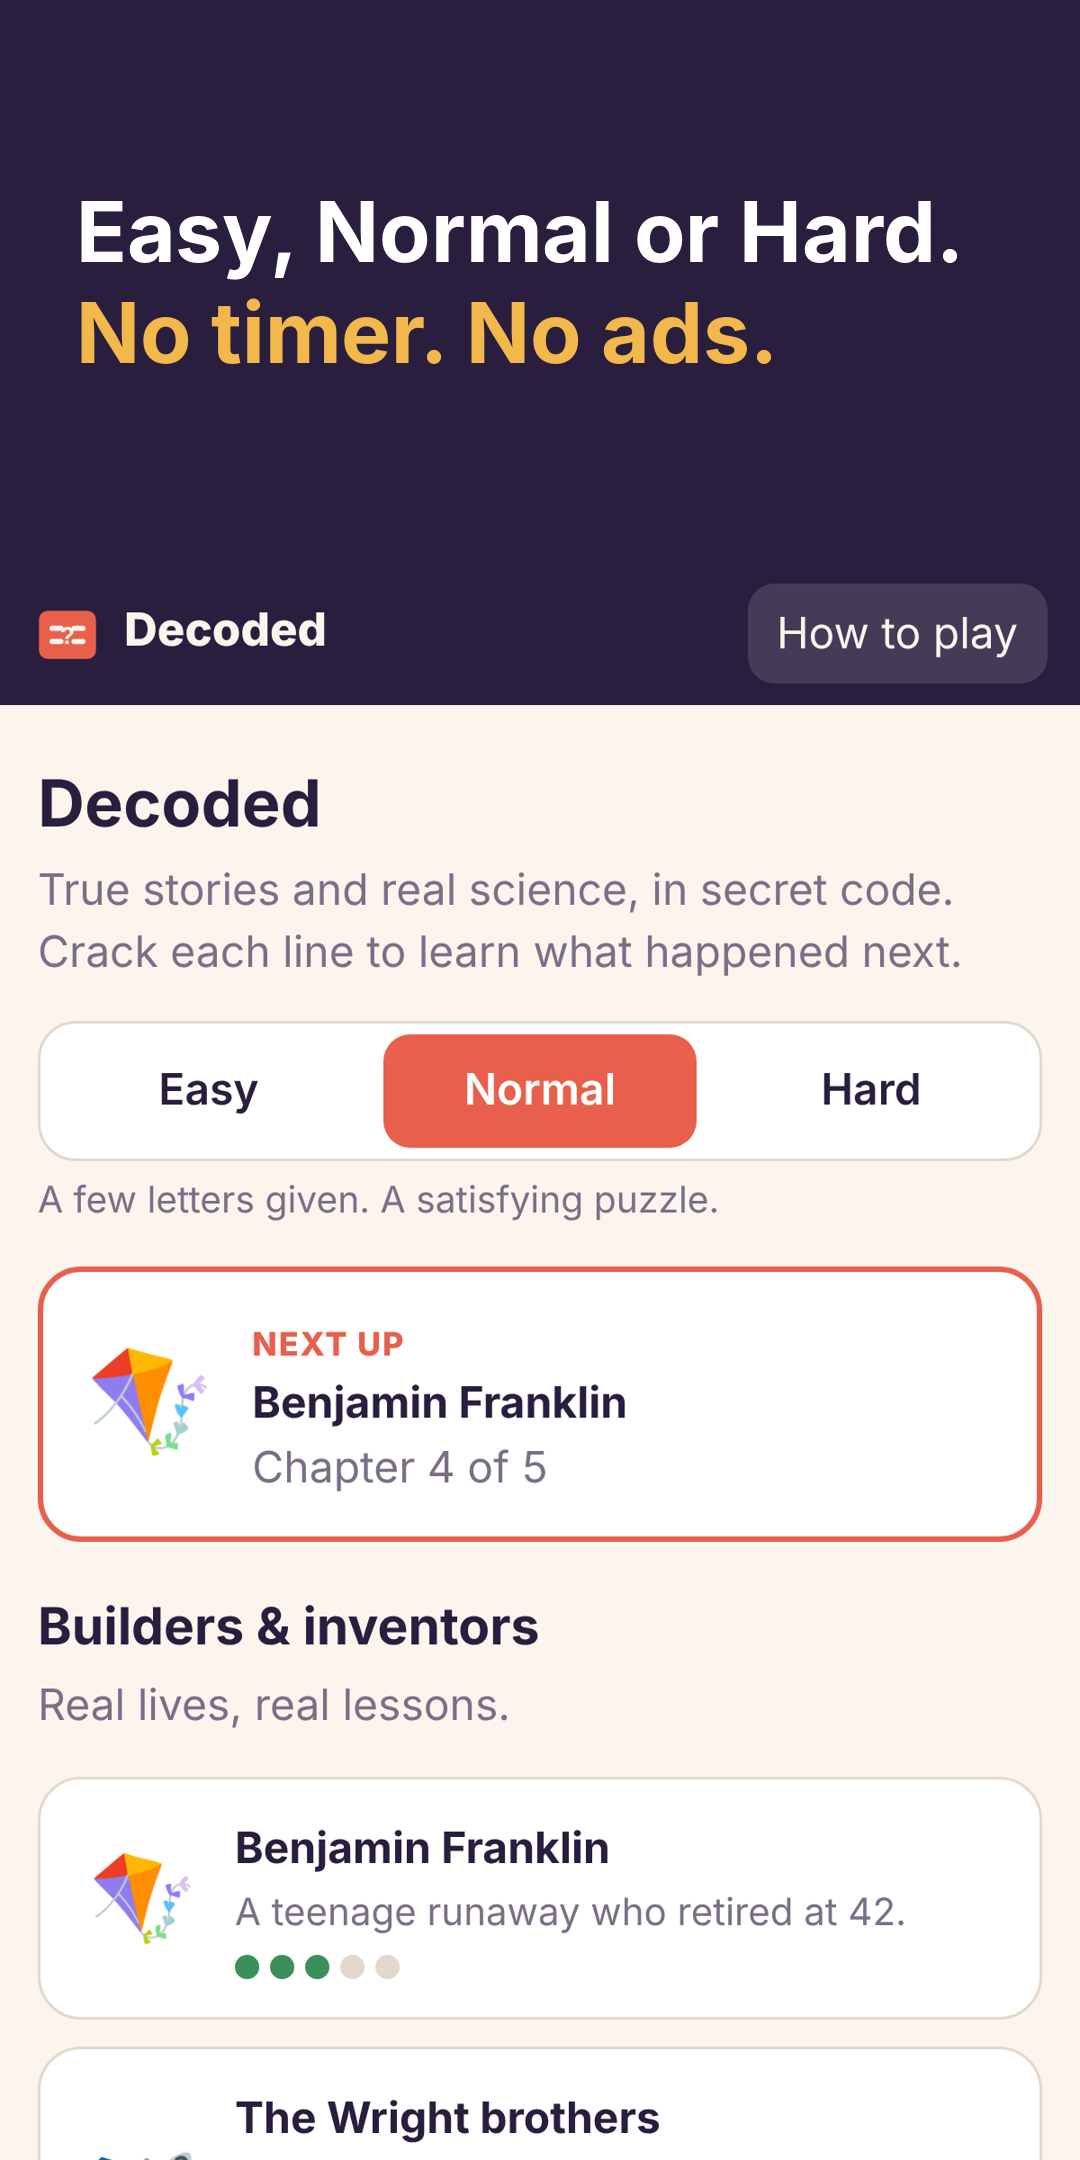 Easy, Normal or Hard.
No timer. No ads.
Decoded
How to play
Decoded
True stories and real science, in secret code.
Crack each line to learn what happened next.
Easy
Normal
Hard
A few letters given. A satisfying puzzle.
NEXT UP
Benjamin Franklin
Chapter 4 of 5
Builders & inventors
Real lives, real lessons.
Benjamin Franklin
A teenage runaway who retired at 42.
The Wright brothers